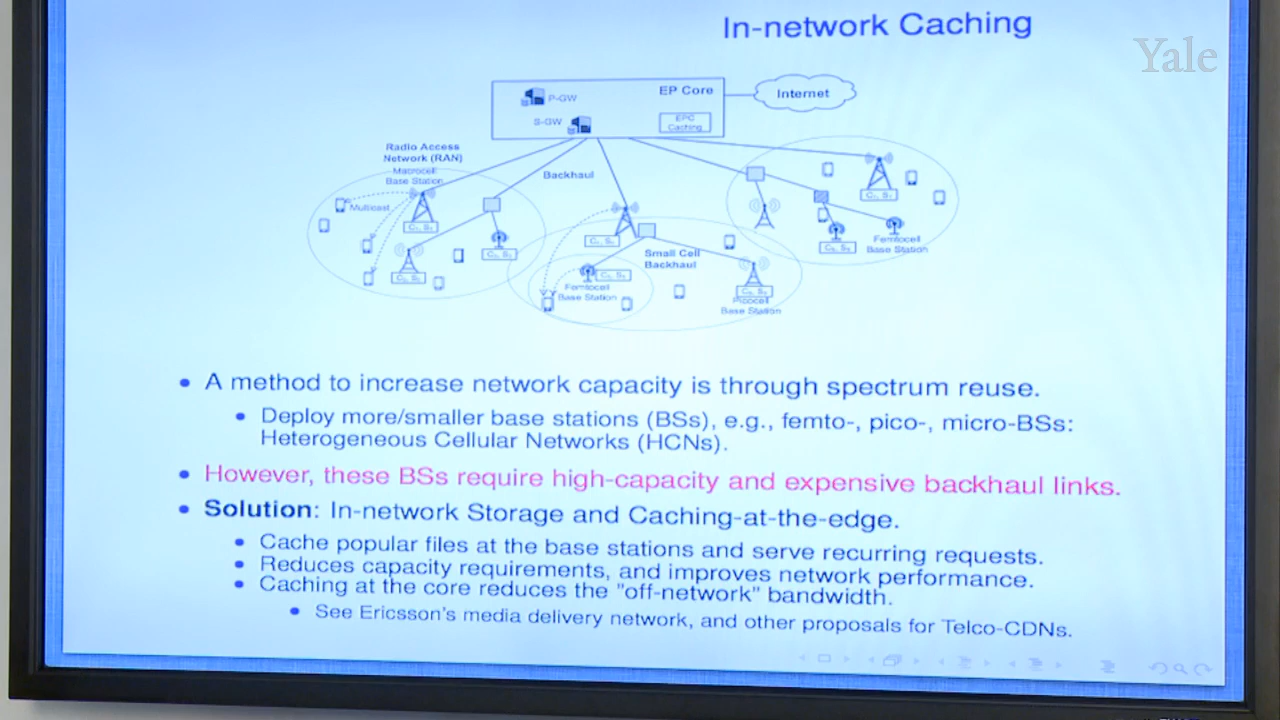 In-network Caching
Yale
EP Core
P-GW
S-GW
EPC
Caching
Internet
Radio Access
Network (RAN)
Macrocell
Base Station
Multicast
Backhaul
Small Cell
Backhaul
Femtocell
Base Station
Picocell
Base Station
Femtocell
Base Station
• A method to increase network capacity is through spectrum reuse.
• Deploy more/smaller base stations (BSs), e.g., femto-, pico-, micro-BSs:
Heterogeneous Cellular Networks (HCNs).
• However, these BSs require high-capacity and expensive backhaul links.
• Solution: In-network Storage and Caching-at-the-edge.
• Cache popular files at the base stations and serve recurring requests.
• Reduces capacity requirements, and improves network performance.
• Caching at the core reduces the "off-network" bandwidth.
• See Ericsson's media delivery network, and other proposals for Telco-CDNs.